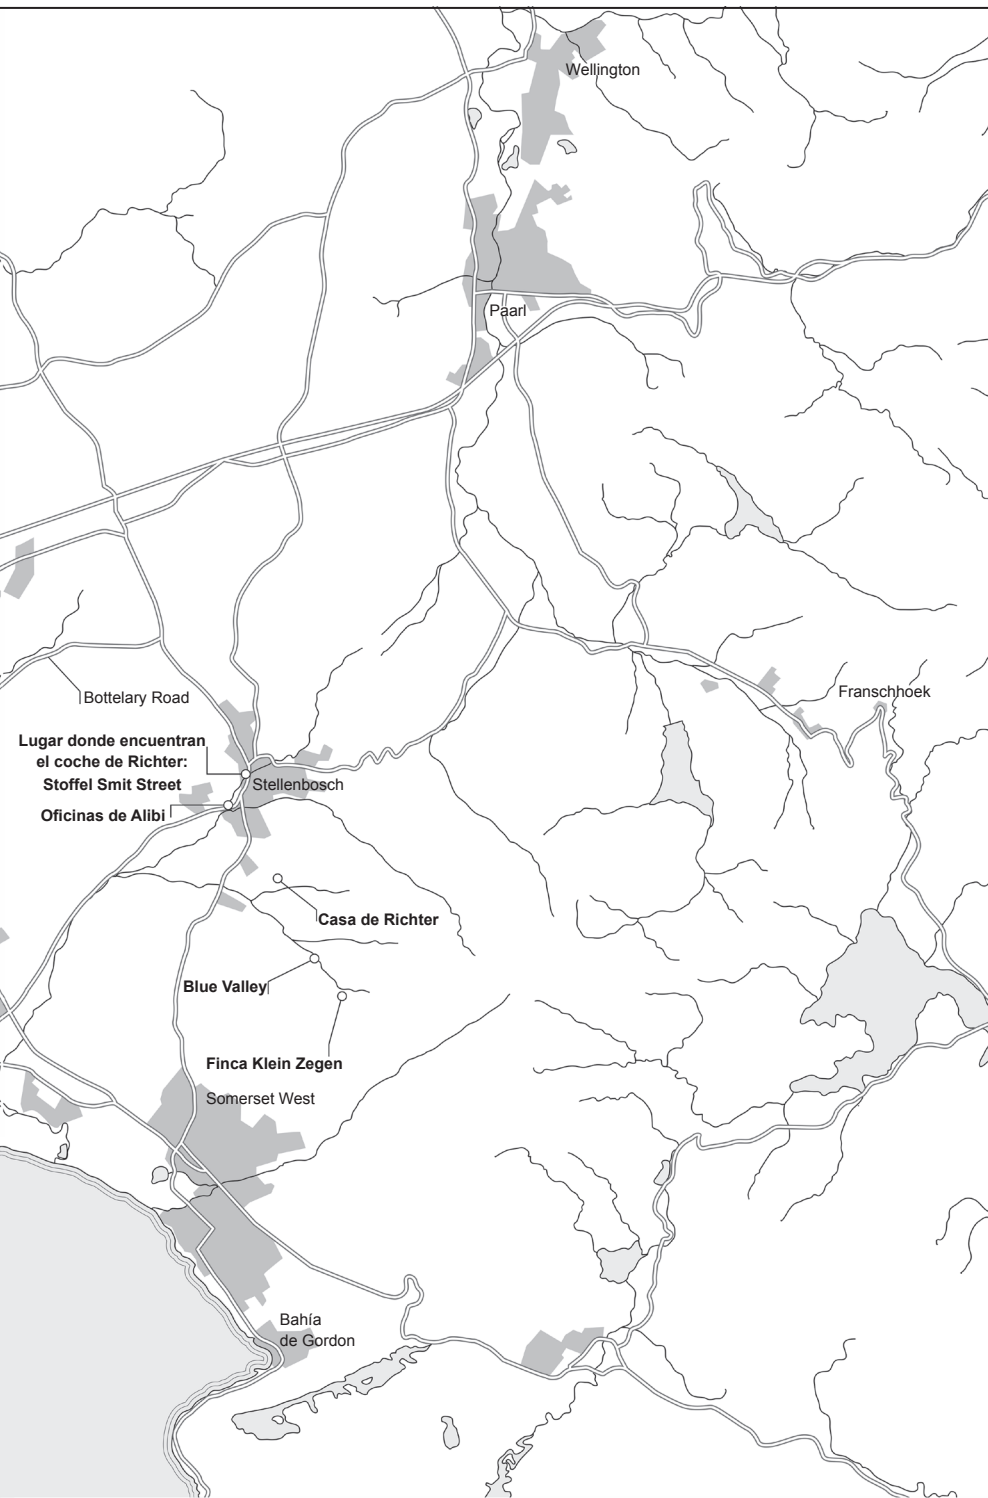 Wellington
Paarl
Franschhoek
Bottelary Road
Lugar donde encuentran
el coche de Richter:
Stoffel Smit Street
Stellenbosch
Oficinas de Alibi
Casa de Richter
Blue Valley
Finca Klein Zegen
Somerset West
Bahía
de Gordon